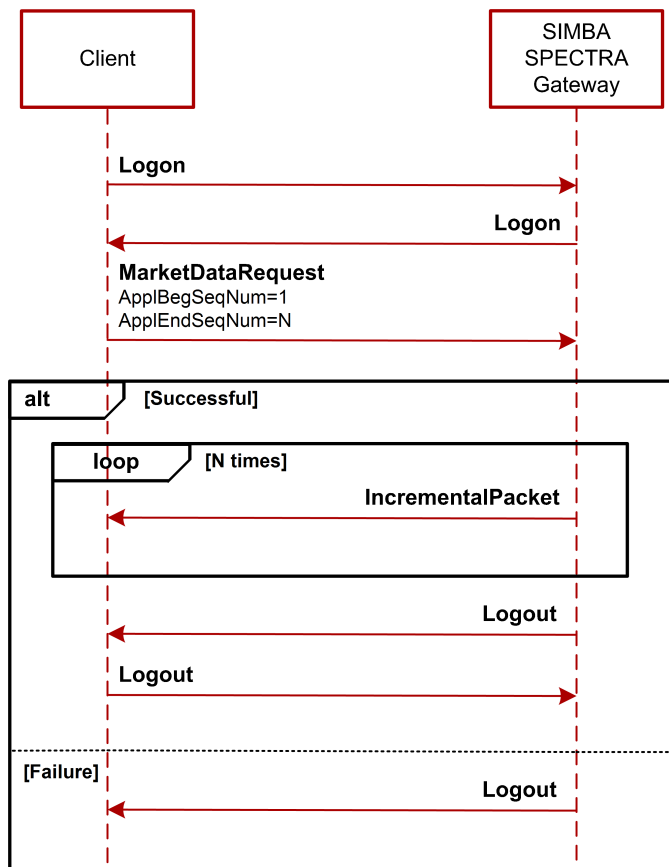 Client
SIMBA
SPECTRA
Gateway
Logon
Logon
MarketDataRequest
ApplBegSeqNum=1
ApplEndSeqNum=N
alt
[Successful]
loop
[N times]
IncrementalPacket
Logout
Logout
[Failure]
Logout